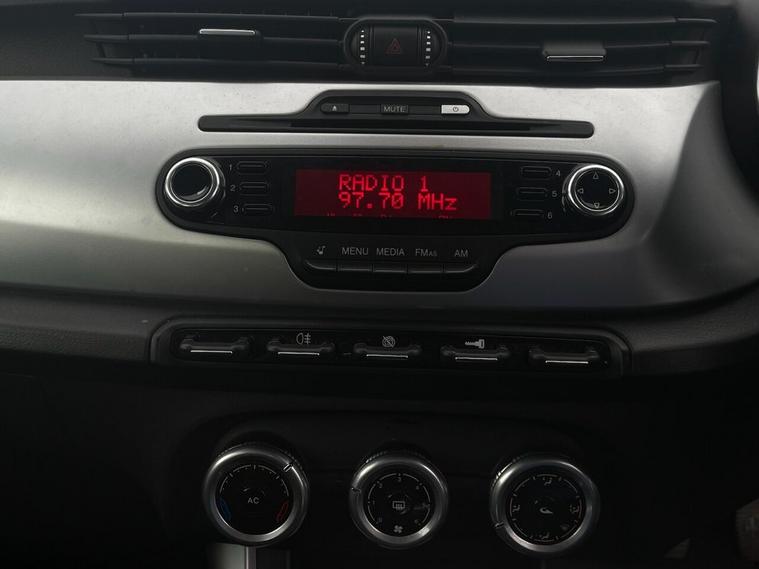 MUTE
1
2
3
RADIO 1
97.70 MHz
4
5
6
MENU MEDIA FMAS AM
AC